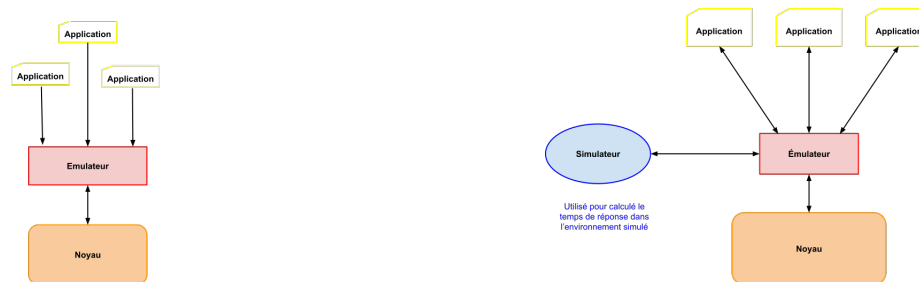 Application
Application
Application
Emulateur
Noyau
Application
Application
Application
Simulateur
Émulateur
Utilisé pour calculé le
temps de réponse dans
l'environnement simulé
Noyau